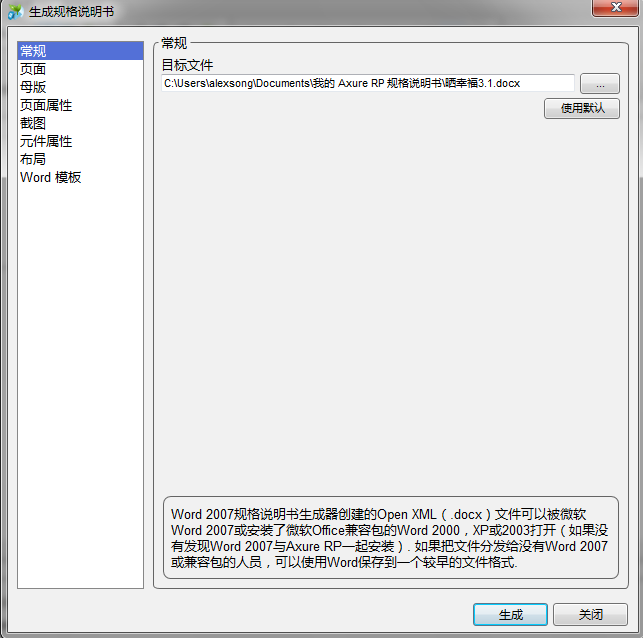 生成规格说明书
常规
页面
母版
页面属性
截图
元件属性
布局
Word 模板
常规
目标文件
C:\Users\alexsong\Documents\我的 Axure RP 规格说明书\晒幸福3.1.docx
...
使用默认
Word 2007规格说明书生成器创建的Open XML（.docx）文件可以被微软
Word 2007或安装了微软Office兼容包的Word 2000，XP或2003打开（如果没
有发现Word 2007与Axure RP一起安装）. 如果把文件分发给没有Word 2007
或兼容包的人员，可以使用Word保存到一个较早的文件格式.
生成
关闭